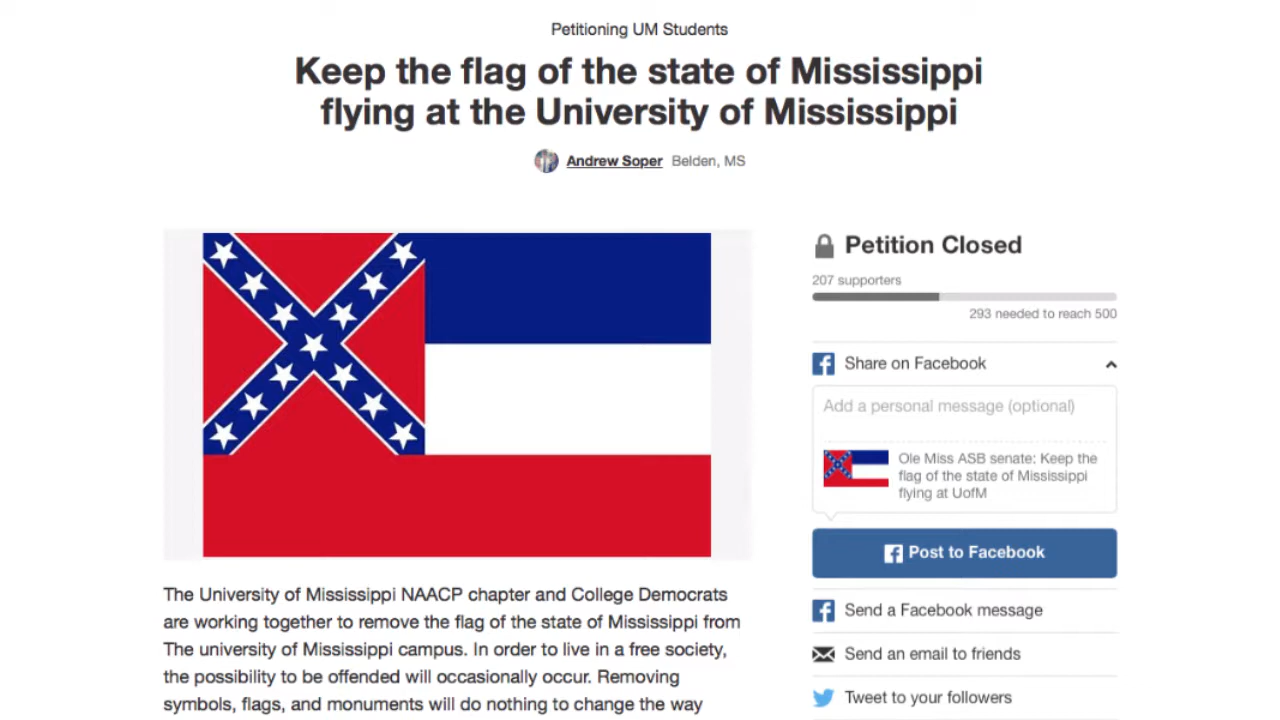 Petitioning UM Students
Keep the flag of the state of Mississippi
flying at the University of Mississippi
Andrew Soper Belden, MS
The University of Mississippi NAACP chapter and College Democrats
are working together to remove the flag of the state of Mississippi from
The university of Mississippi campus. In order to live in a free society,
the possibility to be offended will occasionally occur. Removing
symbols, flags, and monuments will do nothing to change the way
Petition Closed
207 supporters
293 needed to reach 500
Share on Facebook
Add a personal message (optional)
Ole Miss ASB senate: Keep the
flag of the state of Mississippi
flying at UofM
Post to Facebook
Send a Facebook message
Send an email to friends
Tweet to your followers